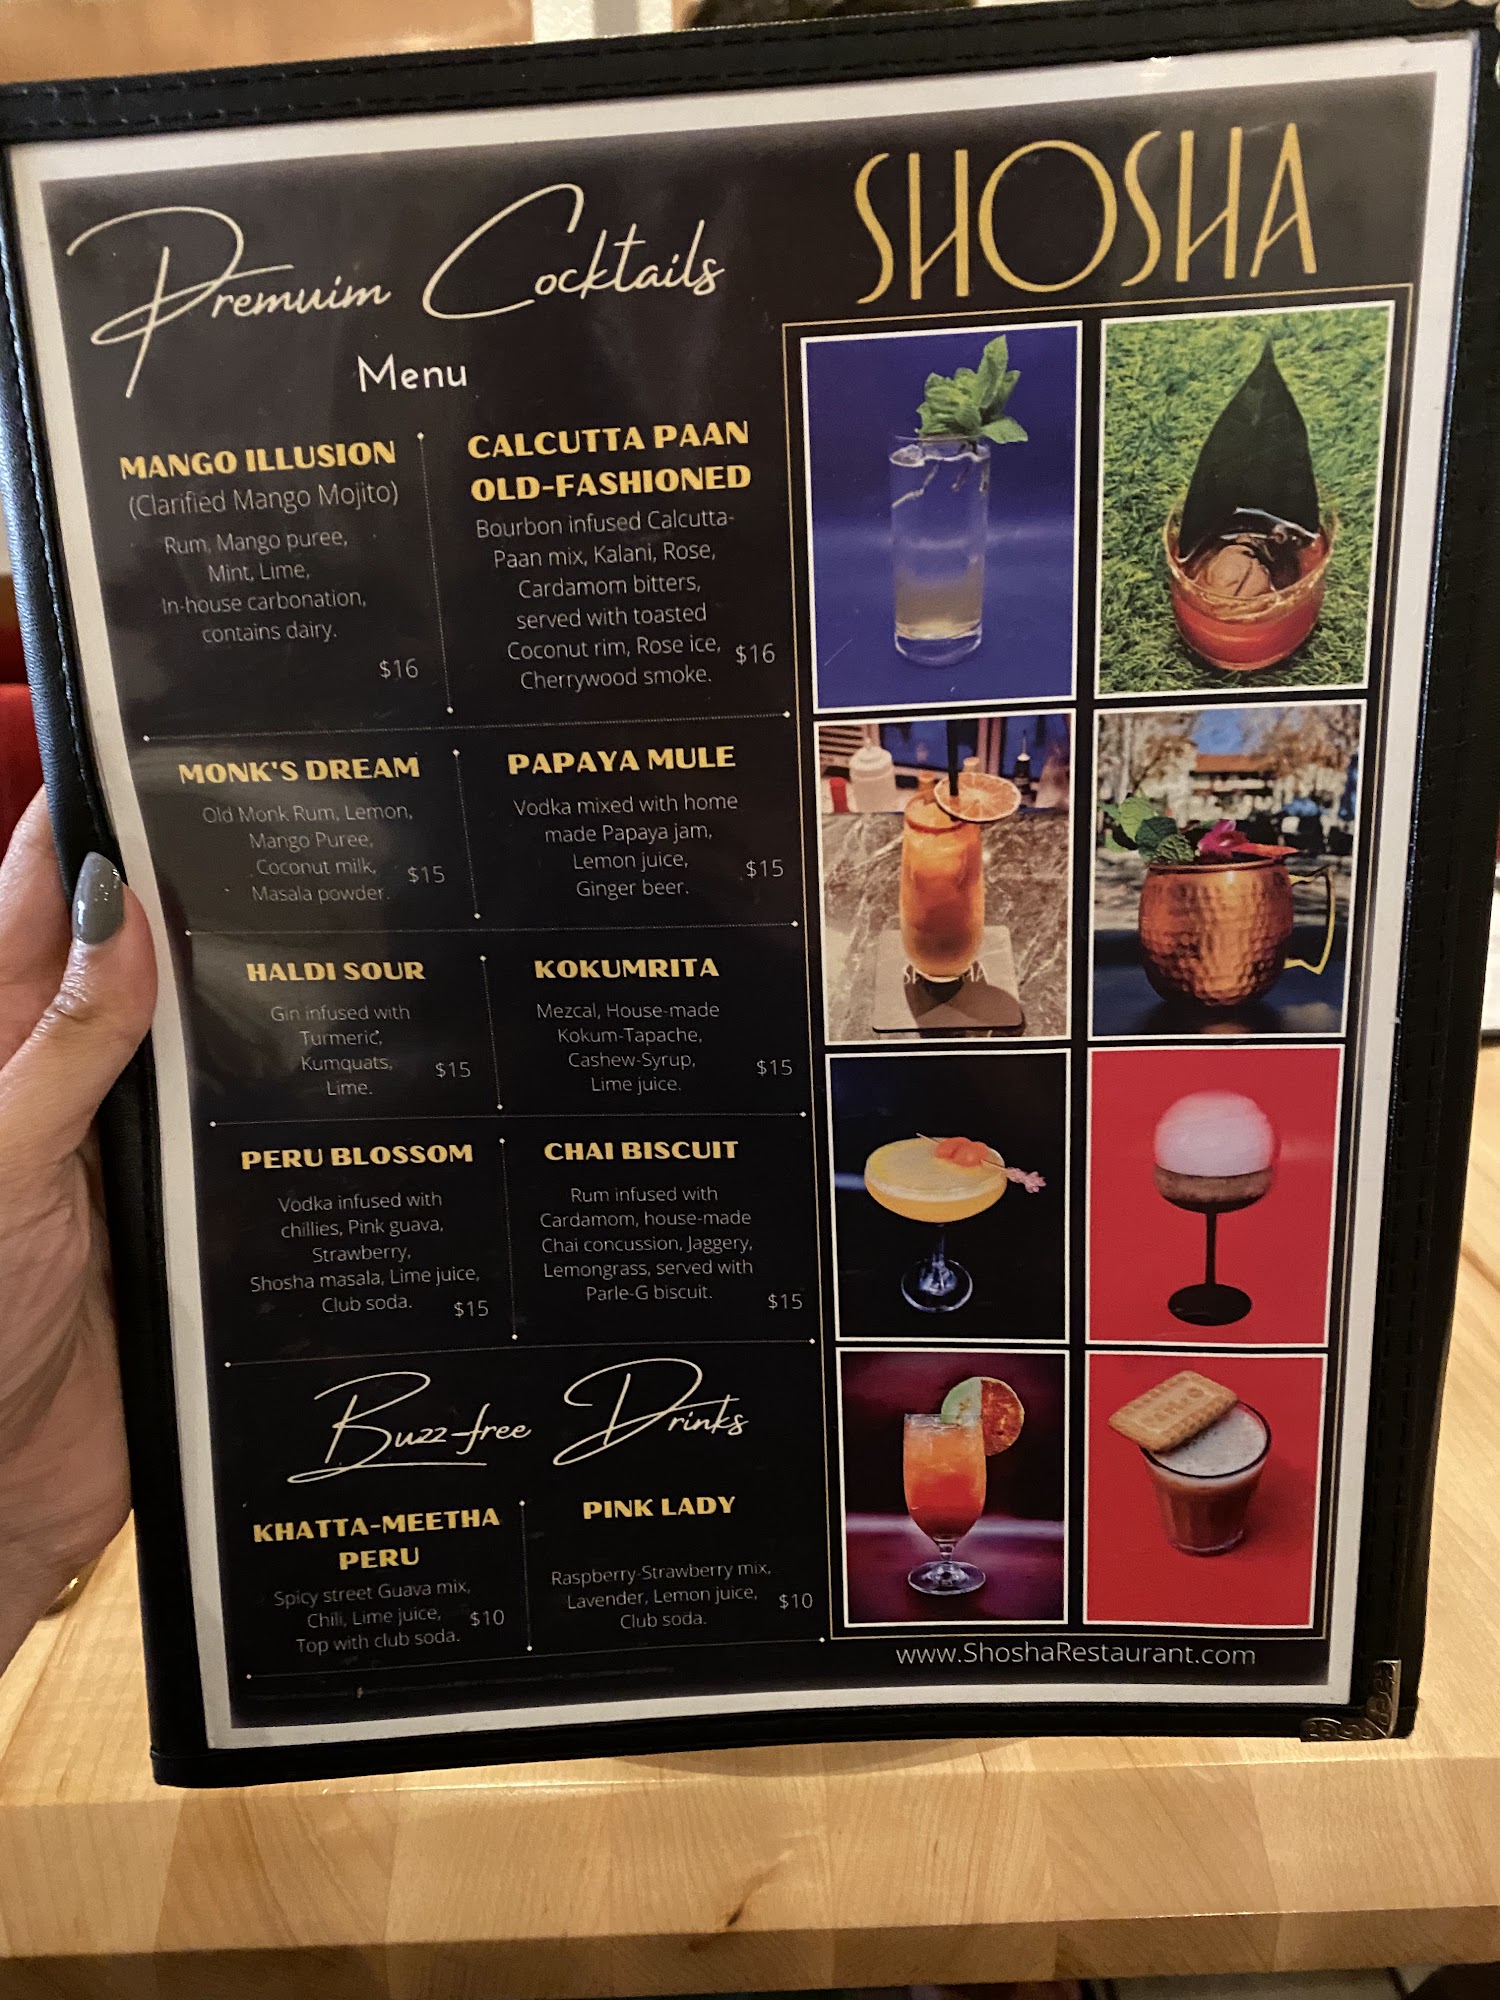 SHOSHA
Premuim Cocktails
Menu
MANGO ILLUSION
(Clarified Mango Mojito)
Rum, Mango puree,
Mint, Lime,
In-house carbonation,
contains dairy.
$16
CALCUTTA PAAN
OLD-FASHIONED
Bourbon infused Calcutta-
Paan mix, Kalani, Rose,
Cardamom bitters,
served with toasted
Coconut rim, Rose ice,
Cherrywood smoke.
$16
MONK'S DREAM
Old Monk Rum, Lemon,
Mango Puree,
Coconut milk,
Masala powder.
$15
PAPAYA MULE
Vodka mixed with home
made Papaya jam,
Lemon juice,
Ginger beer.
$15
HALDI SOUR
Gin infused with
Turmeric,
Kumquats,
Lime.
$15
KOKUMRITA
Mezcal, House-made
Kokum-Tapache,
Cashew-Syrup,
Lime juice.
$15
PERU BLOSSOM
Vodka infused with
chillies, Pink guava,
Strawberry,
Shosha masala, Lime juice,
Club soda.
$15
CHAI BISCUIT
Rum infused with
Cardamom, house-made
Chai concussion, Jaggery,
Lemongrass, served with
Parle-G biscuit.
$15
Buzz-free Drinks
KHATTA-MEETHA
PERU
Spicy street Guava mix,
Chili, Lime juice,
Top with club soda.
$10
PINK LADY
Raspberry-Strawberry mix,
Lavender, Lemon juice,
Club soda.
$10
www.ShoshaRestaurant.com